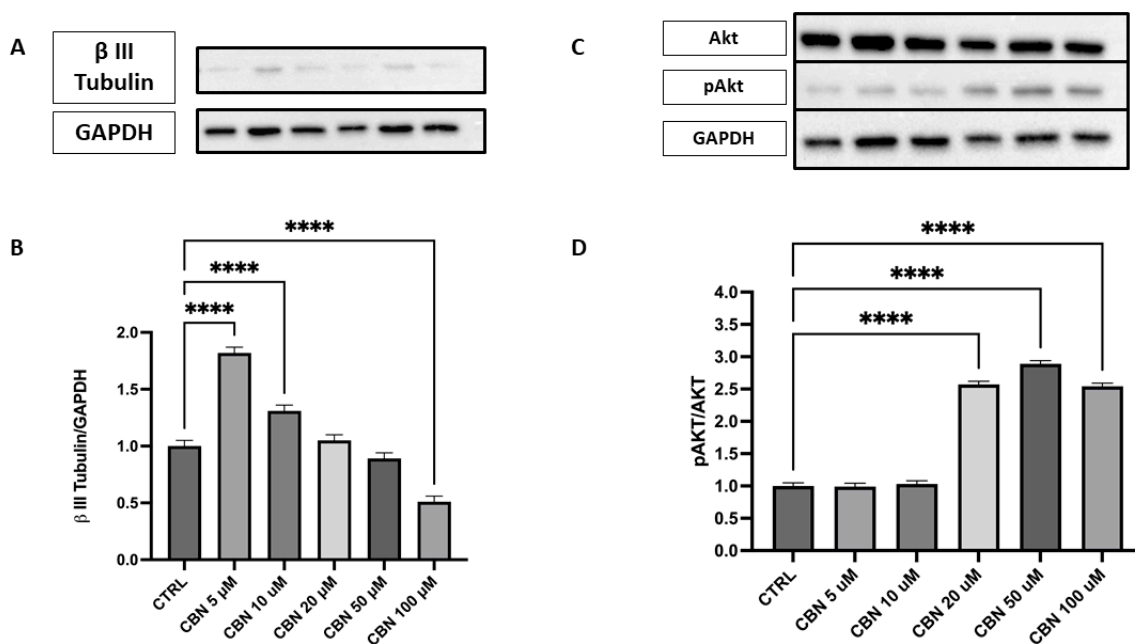 A
β III
Tubulin
GAPDH
C
Akt
pAkt
GAPDH
B
****
****
****
β III Tubulin/GAPDH
2.0
1.5
1.0
0.5
0.0
CTRL
CBN 5 µM
CBN 10 uM
CBN 20 µM
CBN 50 µM
CBN 100 µM
D
****
****
****
pAKT/AKT
4.0
3.5
3.0
2.5
2.0
1.5
1.0
0.5
0.0
CTRL
CBN 5 µM
CBN 10 uM
CBN 20 uM
CBN 50 uM
CBN 100 uM